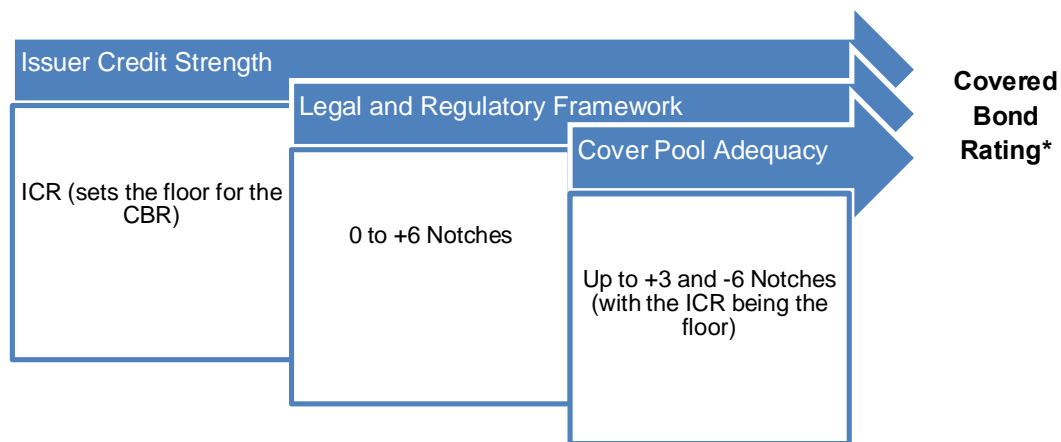 Issuer Credit Strength
Legal and Regulatory Framework
Cover Pool Adequacy
Covered
Bond
Rating*
ICR (sets the floor for the
CBR)
0 to +6 Notches
Up to +3 and -6 Notches
(with the ICR being the
floor)